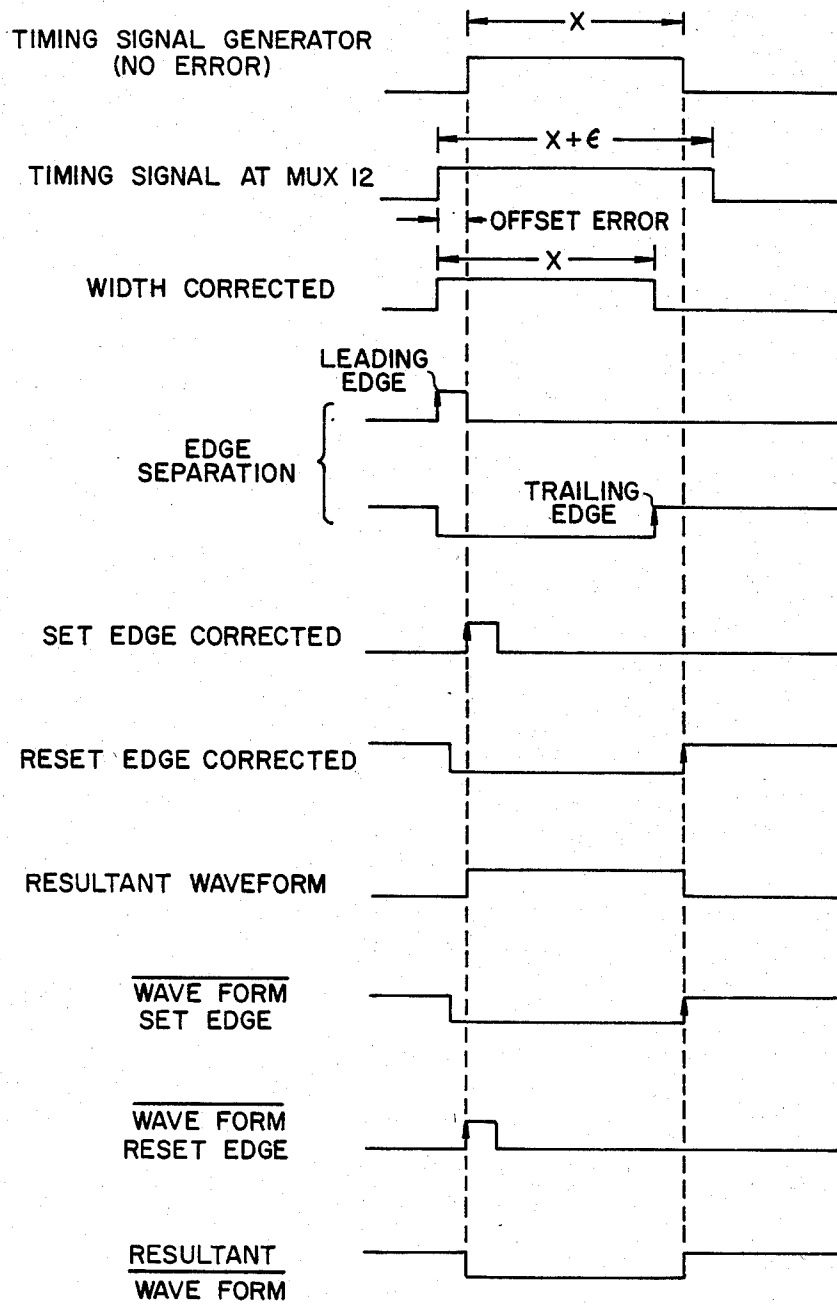 X
TIMING SIGNAL GENERATOR
(NO ERROR)
X+ϵ
TIMING SIGNAL AT MUX 12
OFFSET ERROR
X
WIDTH CORRECTED
LEADING
EDGE
EDGE
SEPARATION
TRAILING
EDGE
SET EDGE CORRECTED
RESET EDGE CORRECTED
RESULTANT WAVEFORM
WAVE FORM
SET EDGE
WAVE FORM
RESET EDGE
RESULTANT
WAVE FORM